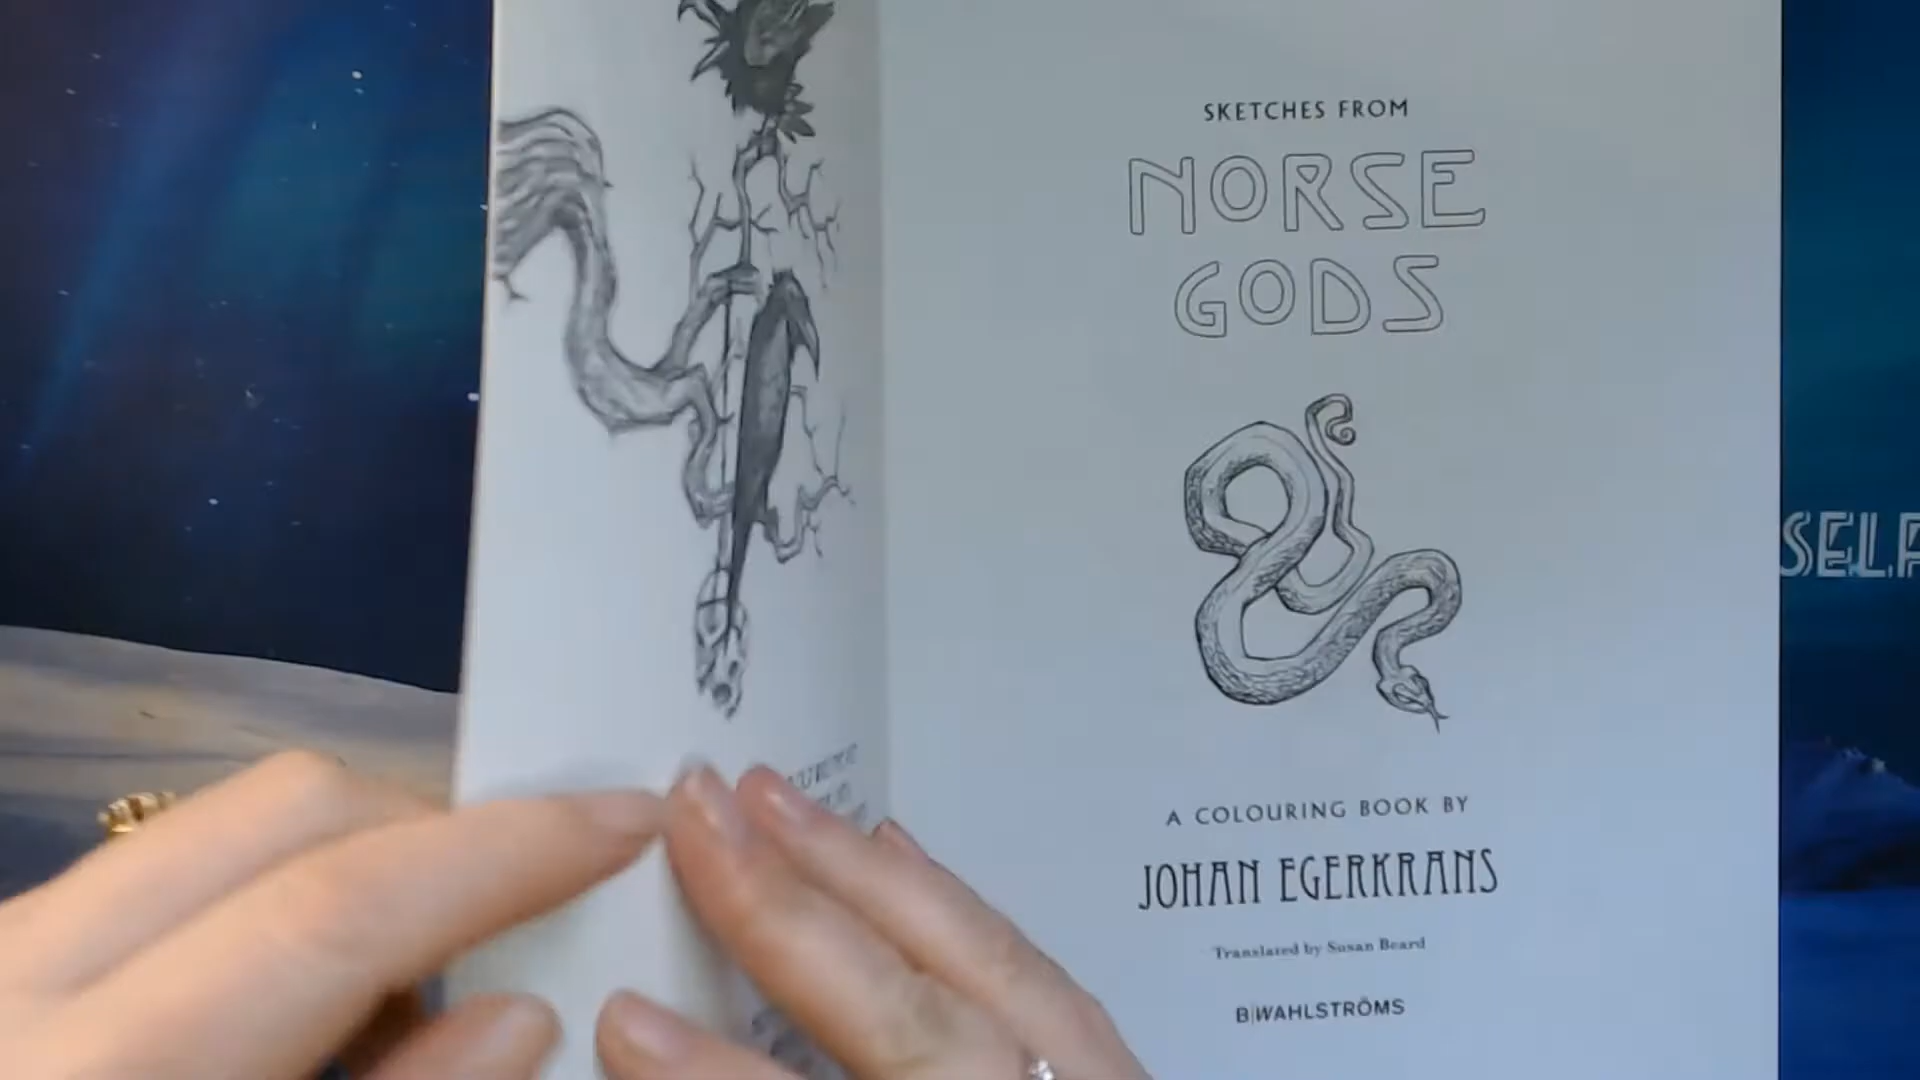 SKETCHES FROM
NORSE
GODS
A COLOURING BOOK BY
JOHAN EGERKRANS
Translated by Susan Beard
B|WAHLSTRÖMS
SELF